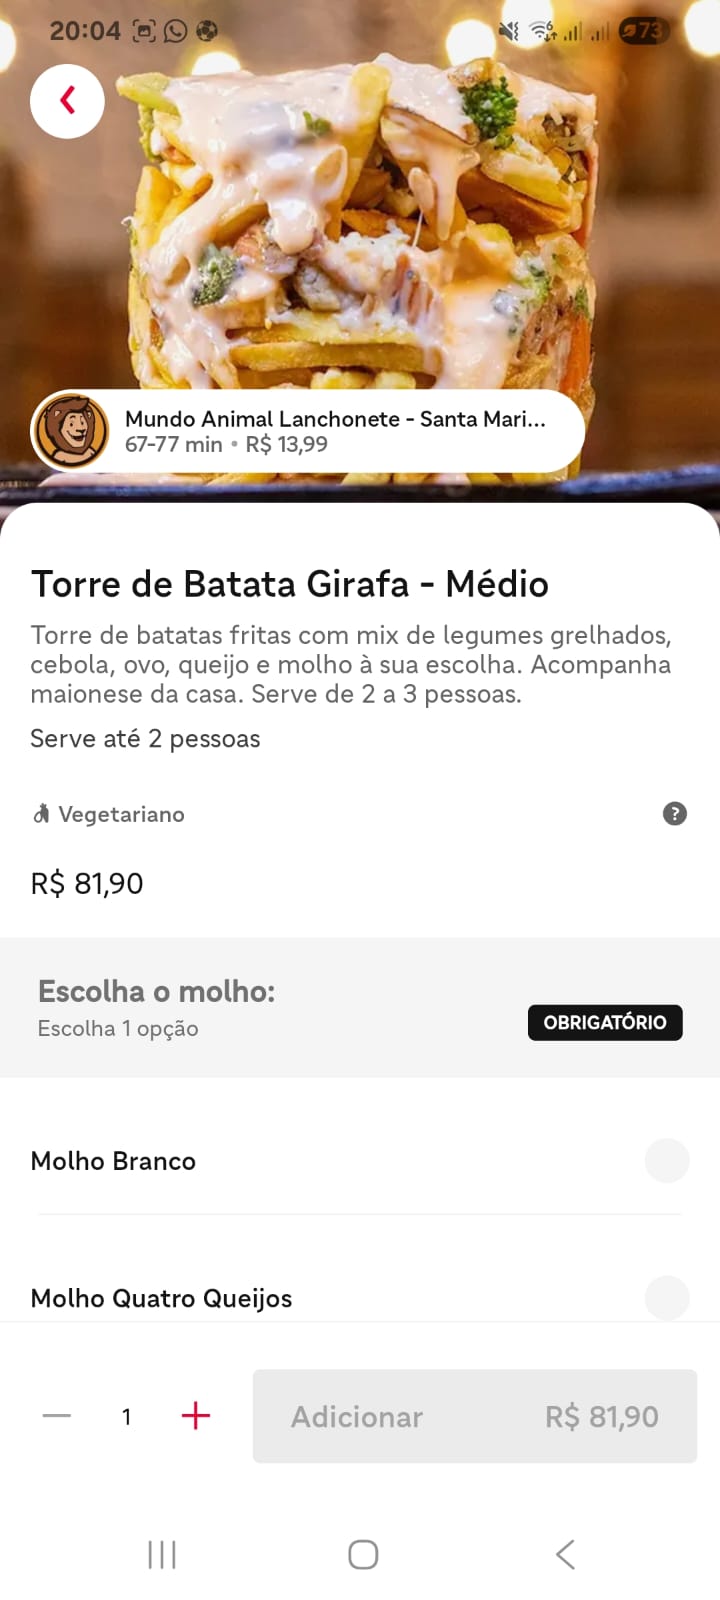 20:04
73
Mundo Animal Lanchonete - Santa Mari...
67-77 min • R$ 13,99
Torre de Batata Girafa - Médio
Torre de batatas fritas com mix de legumes grelhados,
cebola, ovo, queijo e molho à sua escolha. Acompanha
maionese da casa. Serve de 2 a 3 pessoas.
Serve até 2 pessoas
Vegetariano
?
R$ 81,90
Escolha o molho:
Escolha 1 opção
OBRIGATÓRIO
Molho Branco
Molho Quatro Queijos
1
Adicionar R$ 81,90